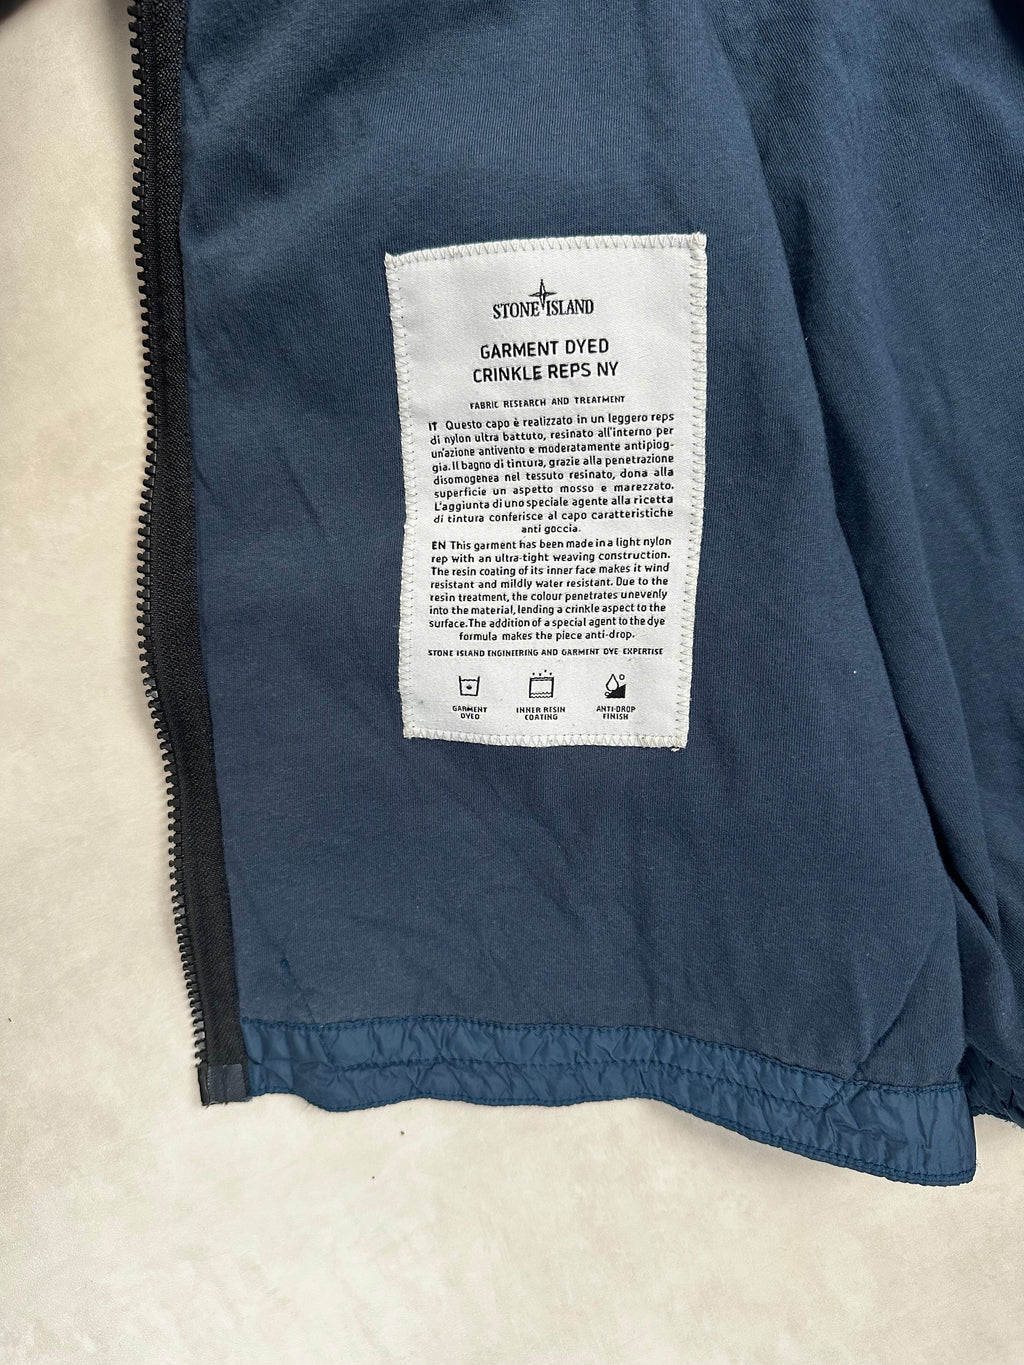 STONE ISLAND
GARMENT DYED
CRINKLE REPS NY
FABRIC RESEARCH AND TREATMENT
IT Questo capo è realizzato in un leggero reps
di nylon ultra battuto, resinato all'interno per
un'azione antivento e moderatamente antipiog-
gia. Il bagno di tintura, grazie alla penetrazione
disomogenea nel tessuto resinato, dona alla
superficie un aspetto mosso e marezzato.
L'aggiunta di uno speciale agente alla ricetta
di tintura conferisce al capo caratteristiche
anti goccia.
EN This garment has been made in a light nylon
rep with an ultra-tight weaving construction.
The resin coating of its inner face makes it wind
resistant and mildly water resistant. Due to the
resin treatment, the colour penetrates unevenly
into the material, lending a crinkle aspect to the
surface. The addition of a special agent to the dye
formula makes the piece anti-drop.
STONE ISLAND ENGINEERING AND GARMENT DYE EXPERTISE
GARMENT INNER RESIN ANTI-DROP
DYED COATING FINISH